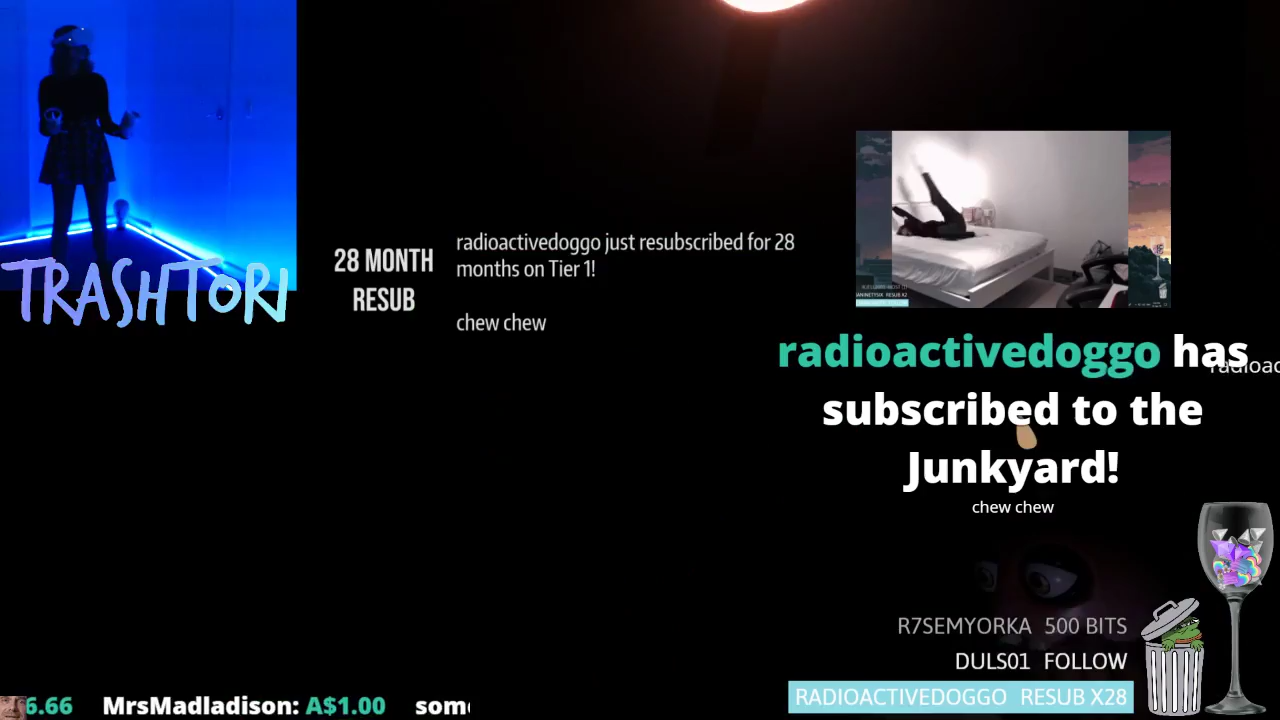 TRASHTORI
28 MONTH
RESUB
radioactivedoggo just resubscribed for 28
months on Tier 1!
chew chew
radioactivedoggo has
subscribed to the
Junkyard!
chew chew
R7SEMYORKA 500 BITS
DULS01 FOLLOW
RADIOACTIVEDOGGO RESUB X28
6.66 MrsMadladison: A$1.00